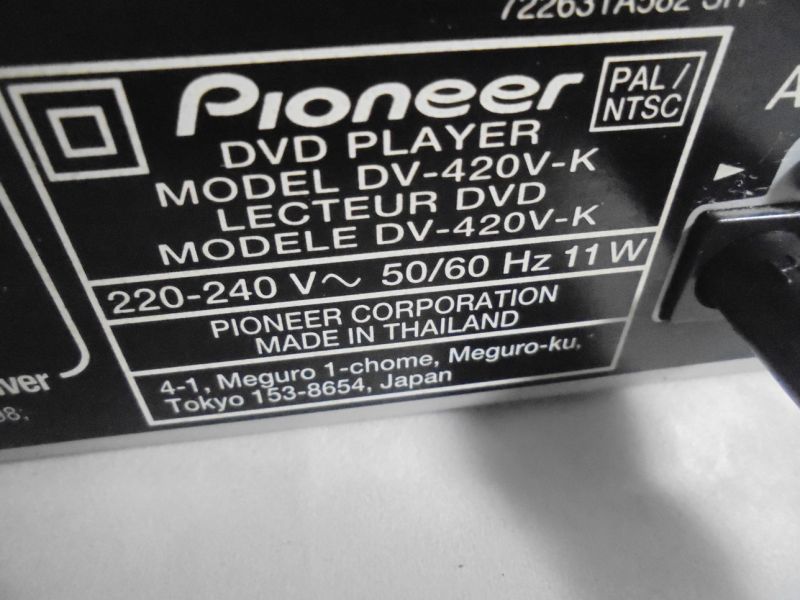 Pioneer
PAL/
NTSC
DVD PLAYER
MODEL DV-420V-K
LECTEUR DVD
MODELE DV-420V-K
220-240 V～ 50/60 Hz 11 W
PIONEER CORPORATION
MADE IN THAILAND
4-1, Meguro 1-chome, Meguro-ku,
Tokyo 153-8654, Japan